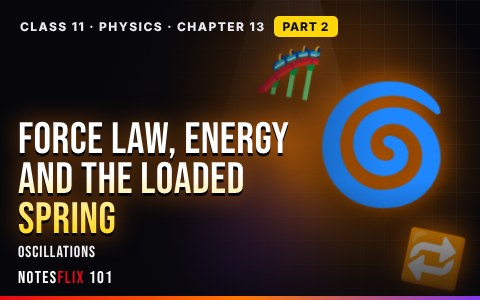 CLASS 11 · PHYSICS · CHAPTER 13 PART 2
FORCE LAW, ENERGY
AND THE LOADED
SPRING
OSCILLATIONS
NOTESFLIX 101